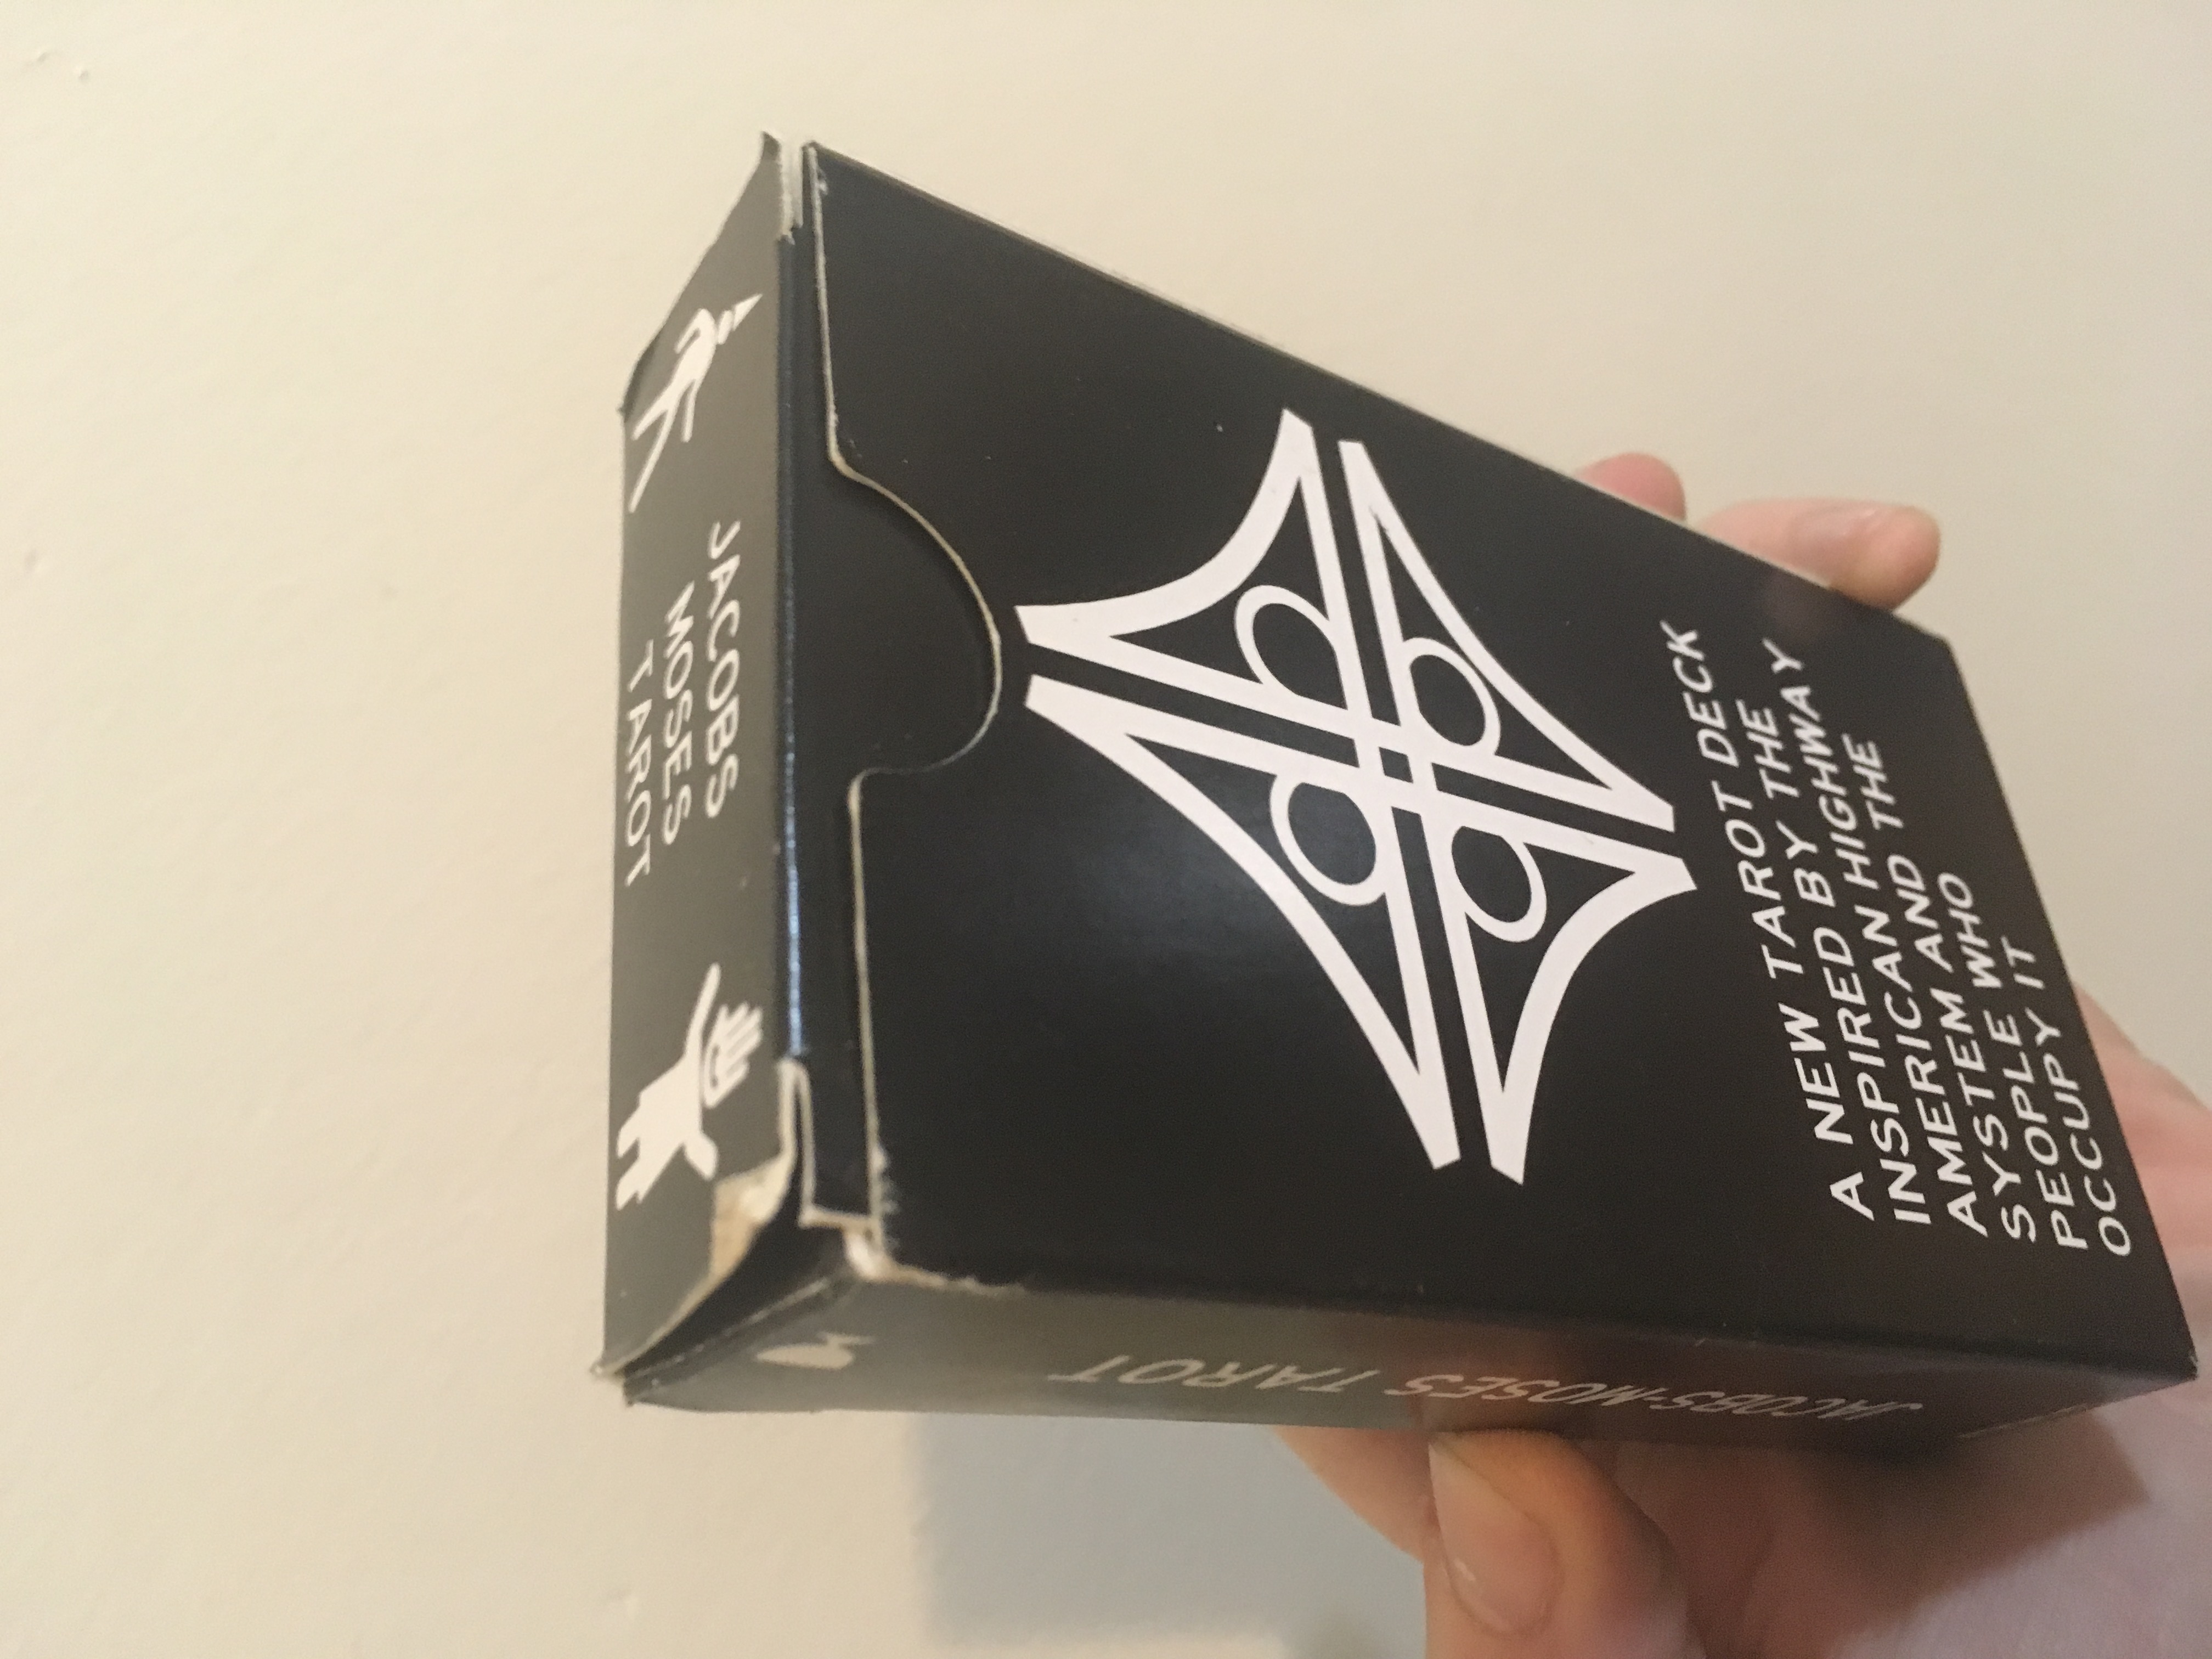 JACOBS
MOSES
TAROT
JACOBS-MOSES TAROT
A NEW TAROT DECK
INSPIRED BY THE
AMERICAN HIGHWAY
SYSTEM AND THE
PEOPLE WHO
OCCUPY IT